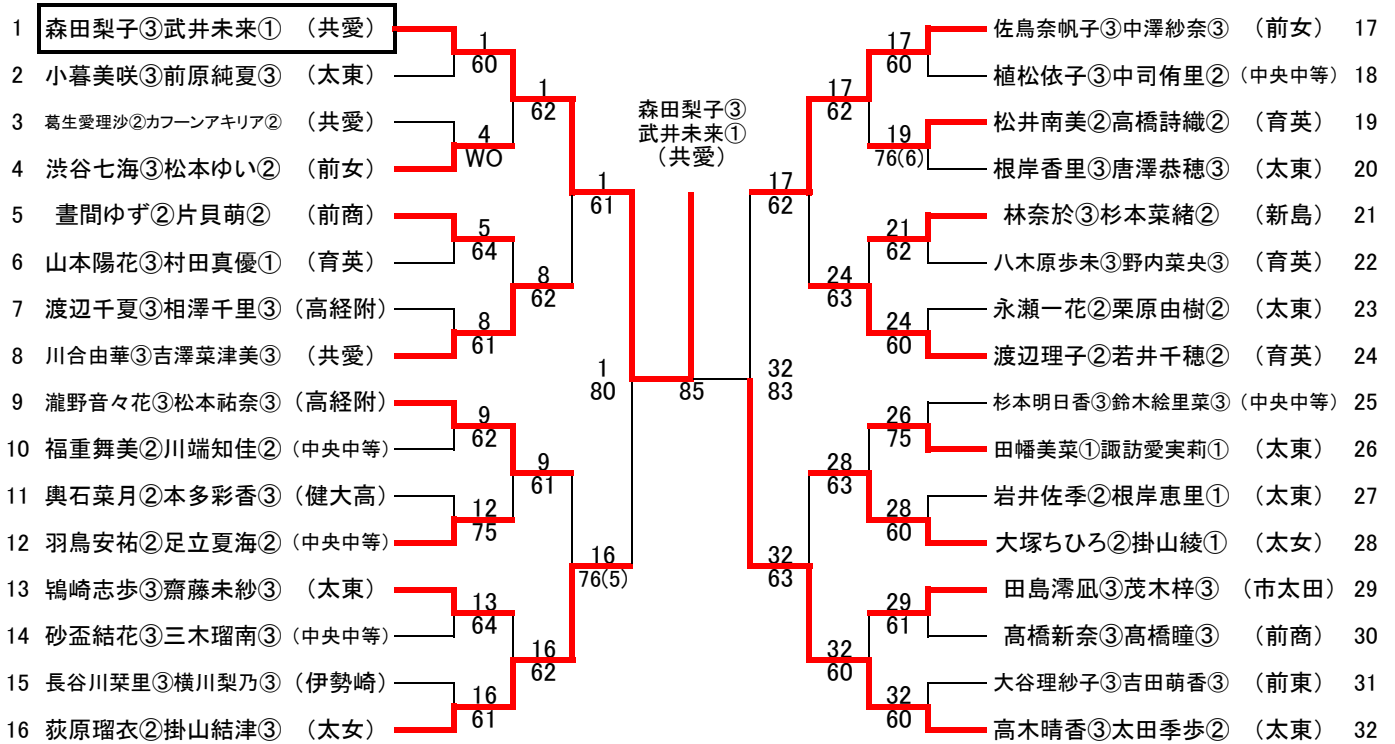 1 森田梨子③武井未来① (共愛)
2 小暮美咲③前原純夏③ (太東)
3 葛生愛理沙②カフーンアキリア② (共愛)
4 渋谷七海③松本ゆい② (前女)
5 晝間ゆず②片貝萌② (前商)
6 山本陽花③村田真優① (育英)
7 渡辺千夏③相澤千里③ (高経附)
8 川合由華③吉澤菜津美③ (共愛)
9 瀧野音々花③松本祐奈③ (高経附)
10 福重舞美②川端知佳② (中央中等)
11 輿石菜月②本多彩香③ (健大高)
12 羽鳥安祐②足立夏海② (中央中等)
13 鴇崎志歩③齋藤未紗③ (太東)
14 砂盃結花③三木瑠南③ (中央中等)
15 長谷川栞里③横川梨乃③ (伊勢崎)
16 荻原瑠衣②掛山結津③ (太女)
1
60
4
WO
5
64
8
61
9
62
12
75
13
64
16
61
1
62
8
62
9
61
16
62
1
61
16
76(5)
1
80
森田梨子③
武井未来①
(共愛)
85
32
83
17
62
32
63
17
62
24
63
28
63
32
60
17
60
19
76(6)
21
62
24
60
26
75
28
60
29
61
32
60
佐鳥奈帆子③中澤紗奈③ (前女) 17
植松依子③中司侑里② (中央中等) 18
松井南美②高橋詩織② (育英) 19
根岸香里③唐澤恭穂③ (太東) 20
林奈於③杉本菜緒② (新島) 21
八木原歩未③野内菜央③ (育英) 22
永瀬一花②栗原由樹② (太東) 23
渡辺理子②若井千穂② (育英) 24
杉本明日香③鈴木絵里菜③ (中央中等) 25
田幡美菜①諏訪愛実莉① (太東) 26
岩井佐季②根岸恵里① (太東) 27
大塚ちひろ②掛山綾① (太女) 28
田島澪凪③茂木梓③ (市太田) 29
髙橋新奈③髙橋瞳③ (前商) 30
大谷理紗子③吉田萌香③ (前東) 31
高木晴香③太田季歩② (太東) 32